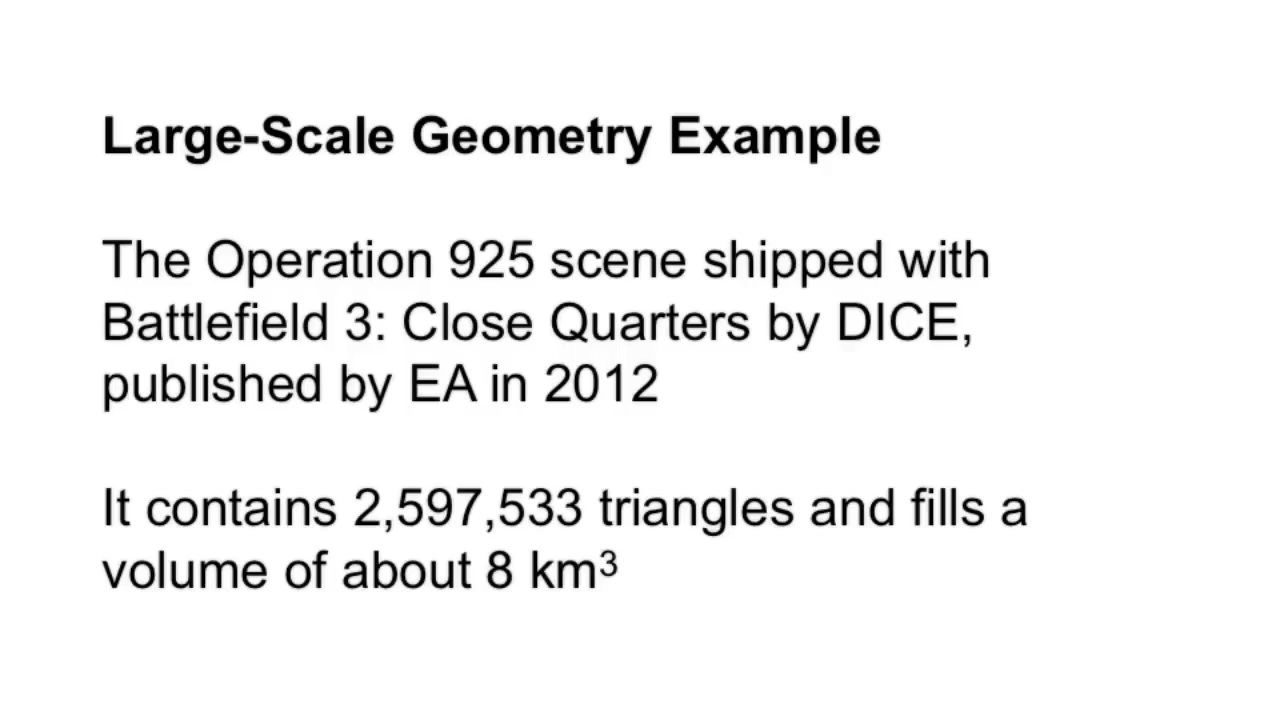 Large-Scale Geometry Example
The Operation 925 scene shipped with
Battlefield 3: Close Quarters by DICE,
published by EA in 2012
It contains 2,597,533 triangles and fills a
volume of about 8 km³